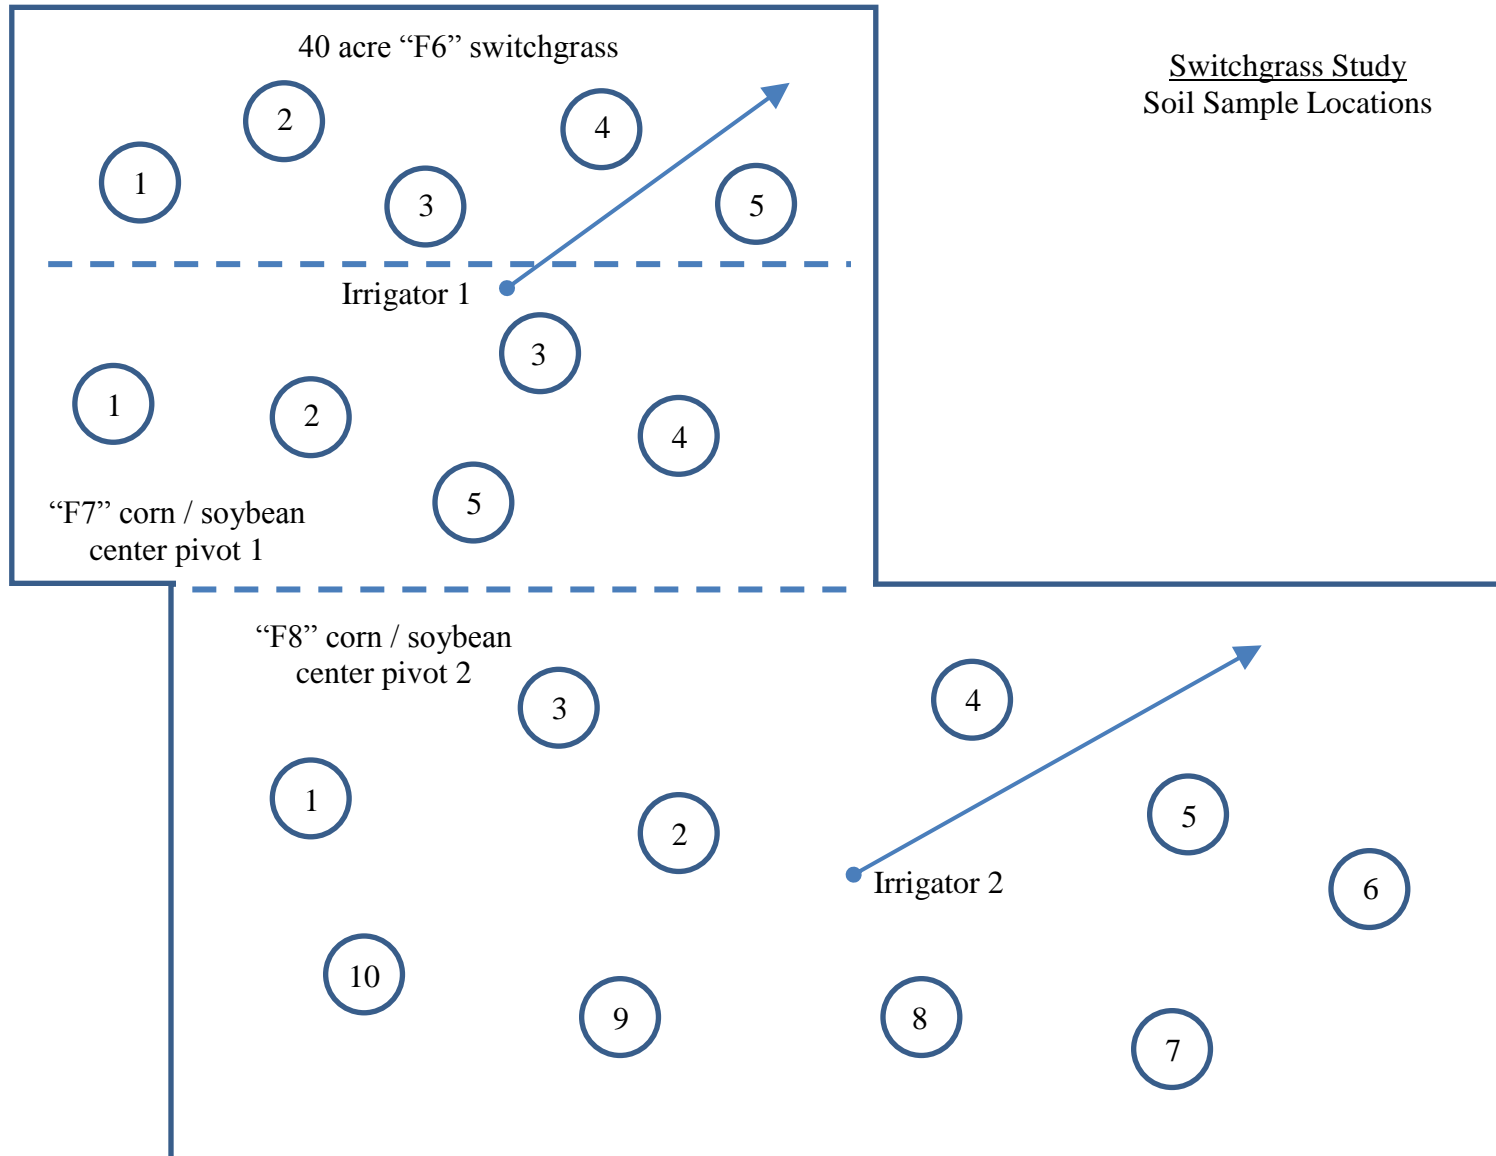 40 acre “F6” switchgrass
Switchgrass Study
Soil Sample Locations
2
4
1
3
5
Irrigator 1
3
1
2
4
5
“F7” corn / soybean
center pivot 1
“F8” corn / soybean
center pivot 2
3
4
1
2
5
Irrigator 2
6
10
9
8
7